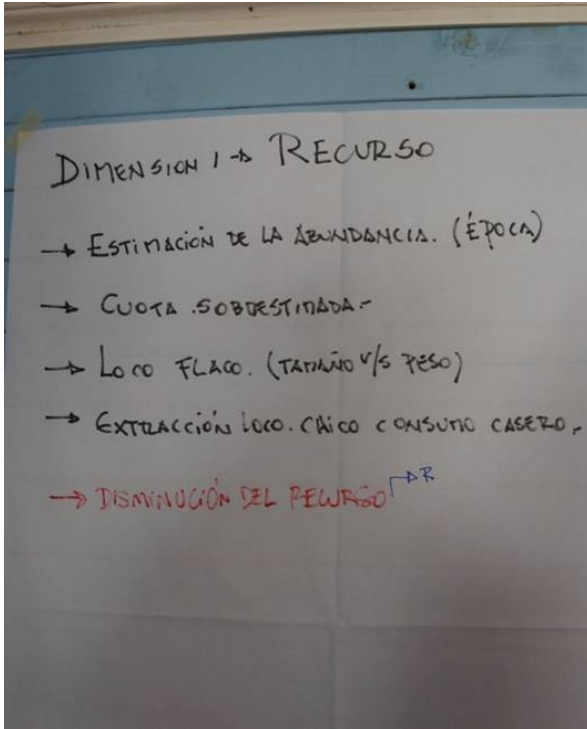 DIMENSION 1 → RECURSO
→ ESTIMACIÓN DE LA ABUNDANCIA. (ÉPOCA)
→ CUOTA SOBRESTIMADA.-
→ LOCO FLACO. (TAMAÑO V/S PESO)
→ EXTRACCIÓN LOCO. CHICO CONSUMO CASERO.
→ DISMINUCIÓN DEL RECURSO → R